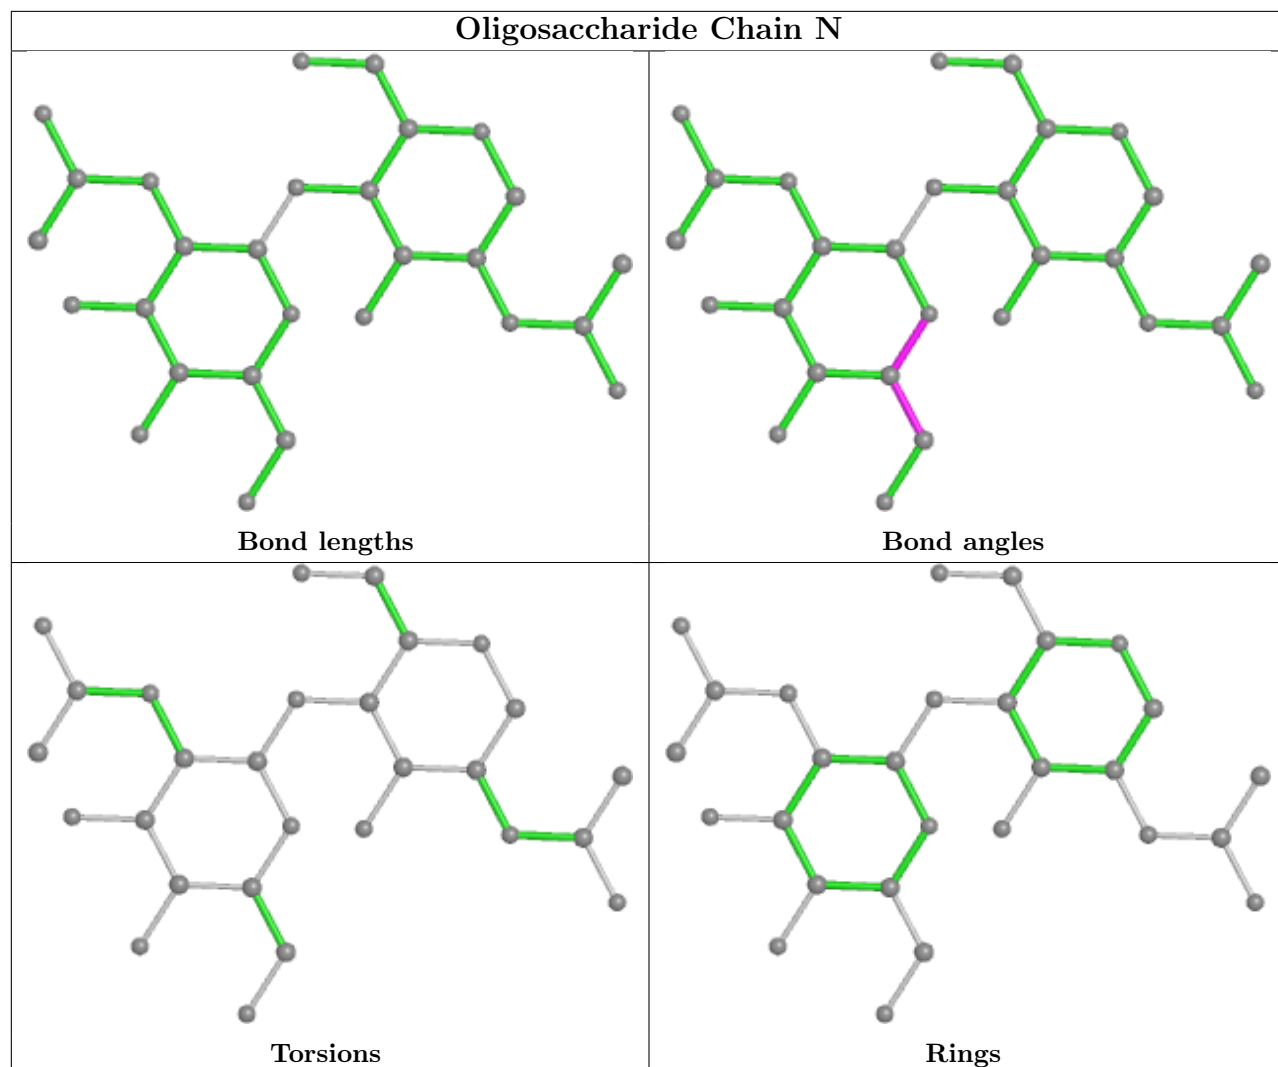 Oligosaccharide Chain N
Bond lengths
Bond angles
Torsions
Rings